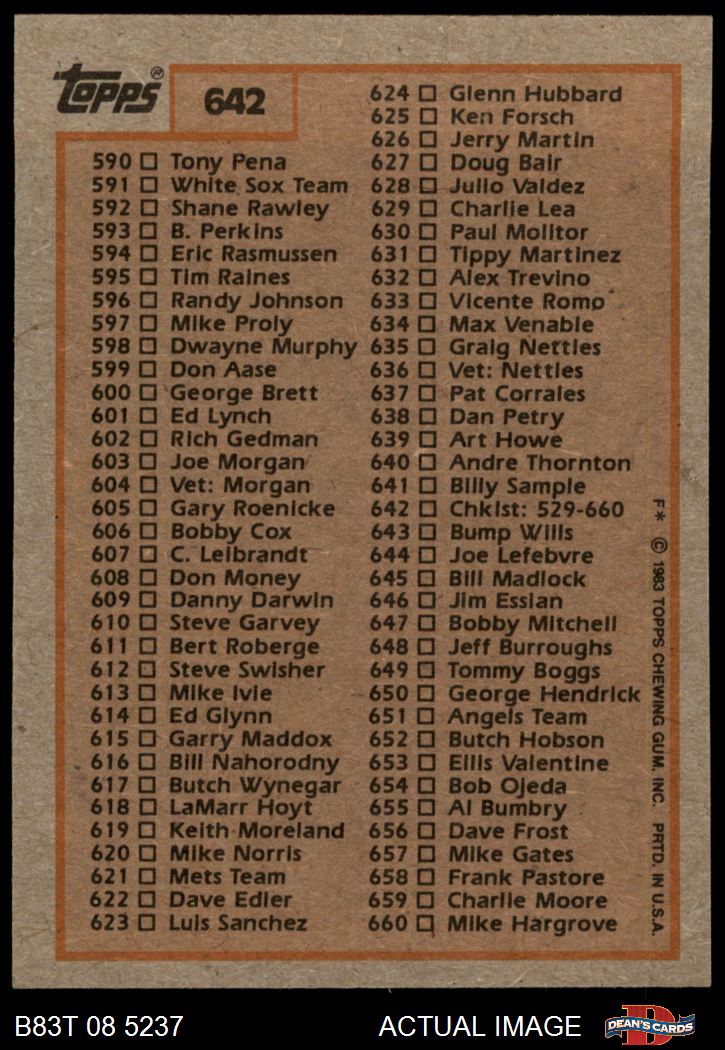 Topps®
642
590 □ Tony Pena
591 □ White Sox Team
592 □ Shane Rawley
593 □ B. Perkins
594 □ Eric Rasmussen
595 □ Tim Raines
596 □ Randy Johnson
597 □ Mike Proly
598 □ Dwayne Murphy
599 □ Don Aase
600 □ George Brett
601 □ Ed Lynch
602 □ Rich Gedman
603 □ Joe Morgan
604 □ Vet: Morgan
605 □ Gary Roenicke
606 □ Bobby Cox
607 □ C. Leibrandt
608 □ Don Money
609 □ Danny Darwin
610 □ Steve Garvey
611 □ Bert Roberge
612 □ Steve Swisher
613 □ Mike Ivie
614 □ Ed Glynn
615 □ Garry Maddox
616 □ Bill Nahorodny
617 □ Butch Wynegar
618 □ LaMarr Hoyt
619 □ Keith Moreland
620 □ Mike Norris
621 □ Mets Team
622 □ Dave Edler
623 □ Luis Sanchez
624 □ Glenn Hubbard
625 □ Ken Forsch
626 □ Jerry Martin
627 □ Doug Bair
628 □ Julio Valdez
629 □ Charlie Lea
630 □ Paul Molitor
631 □ Tippy Martinez
632 □ Alex Trevino
633 □ Vicente Romo
634 □ Max Venable
635 □ Graig Nettles
636 □ Vet: Nettles
637 □ Pat Corrales
638 □ Dan Petry
639 □ Art Howe
640 □ Andre Thornton
641 □ Billy Sample
642 □ Chklst: 529-660
643 □ Bump Wills
644 □ Joe Lefebvre
645 □ Bill Madlock
646 □ Jim Essian
647 □ Bobby Mitchell
648 □ Jeff Burroughs
649 □ Tommy Boggs
650 □ George Hendrick
651 □ Angels Team
652 □ Butch Hobson
653 □ Ellis Valentine
654 □ Bob Ojeda
655 □ Al Bumbry
656 □ Dave Frost
657 □ Mike Gates
658 □ Frank Pastore
659 □ Charlie Moore
660 □ Mike Hargrove
F* © 1983 TOPPS CHEWING GUM, INC. PRTD. IN U.S.A.
B83T 08 5237
ACTUAL IMAGE
D
DEAN'S CARDS